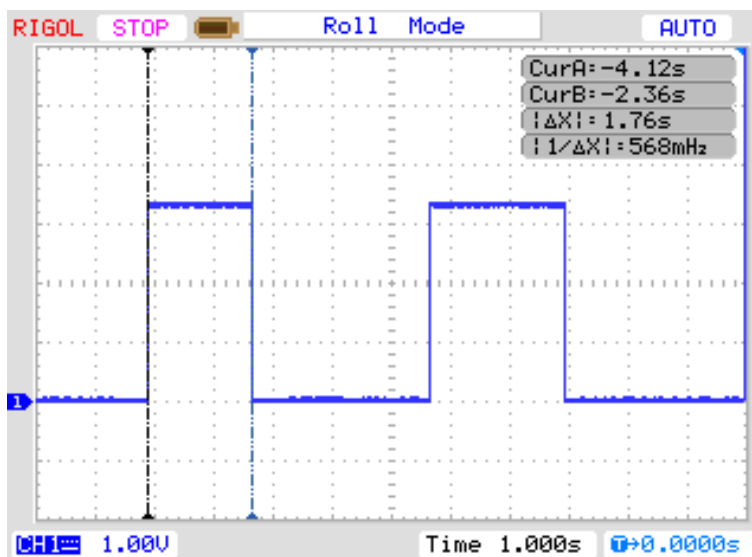 RIGOL STOP Roll Mode AUTO
CurA:-4.12s
CurB:-2.36s
|ΔX|: 1.76s
|1/ΔX|:568mHz
1
CH1 1.00V Time 1.000s T→0.0000s